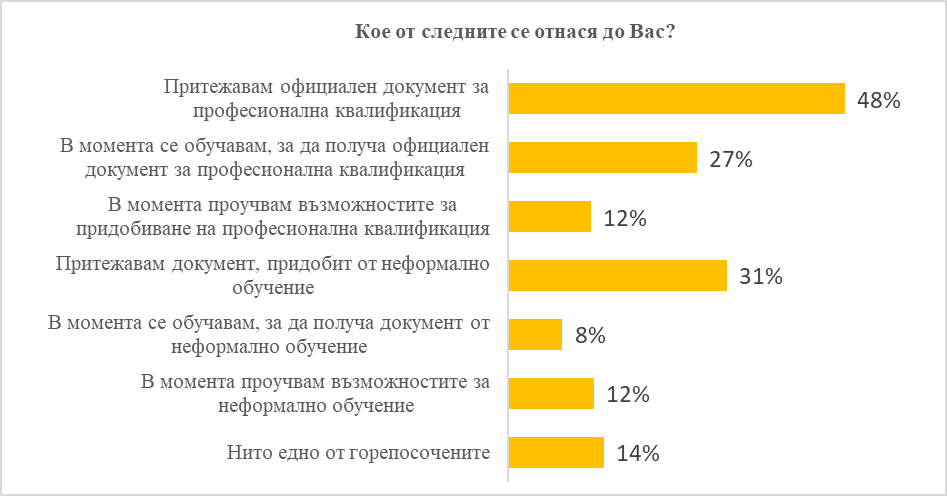 Кое от следните се отнася до Вас?
Притежавам официален документ за
професионална квалификация
48%
В момента се обучавам, за да получа официален
документ за професионална квалификация
27%
В момента проучвам възможностите за
придобиване на професионална квалификация
12%
Притежавам документ, придобит от неформално
обучение
31%
В момента се обучавам, за да получа документ от
неформално обучение
8%
В момента проучвам възможностите за
неформално обучение
12%
Нито едно от горепосочените
14%